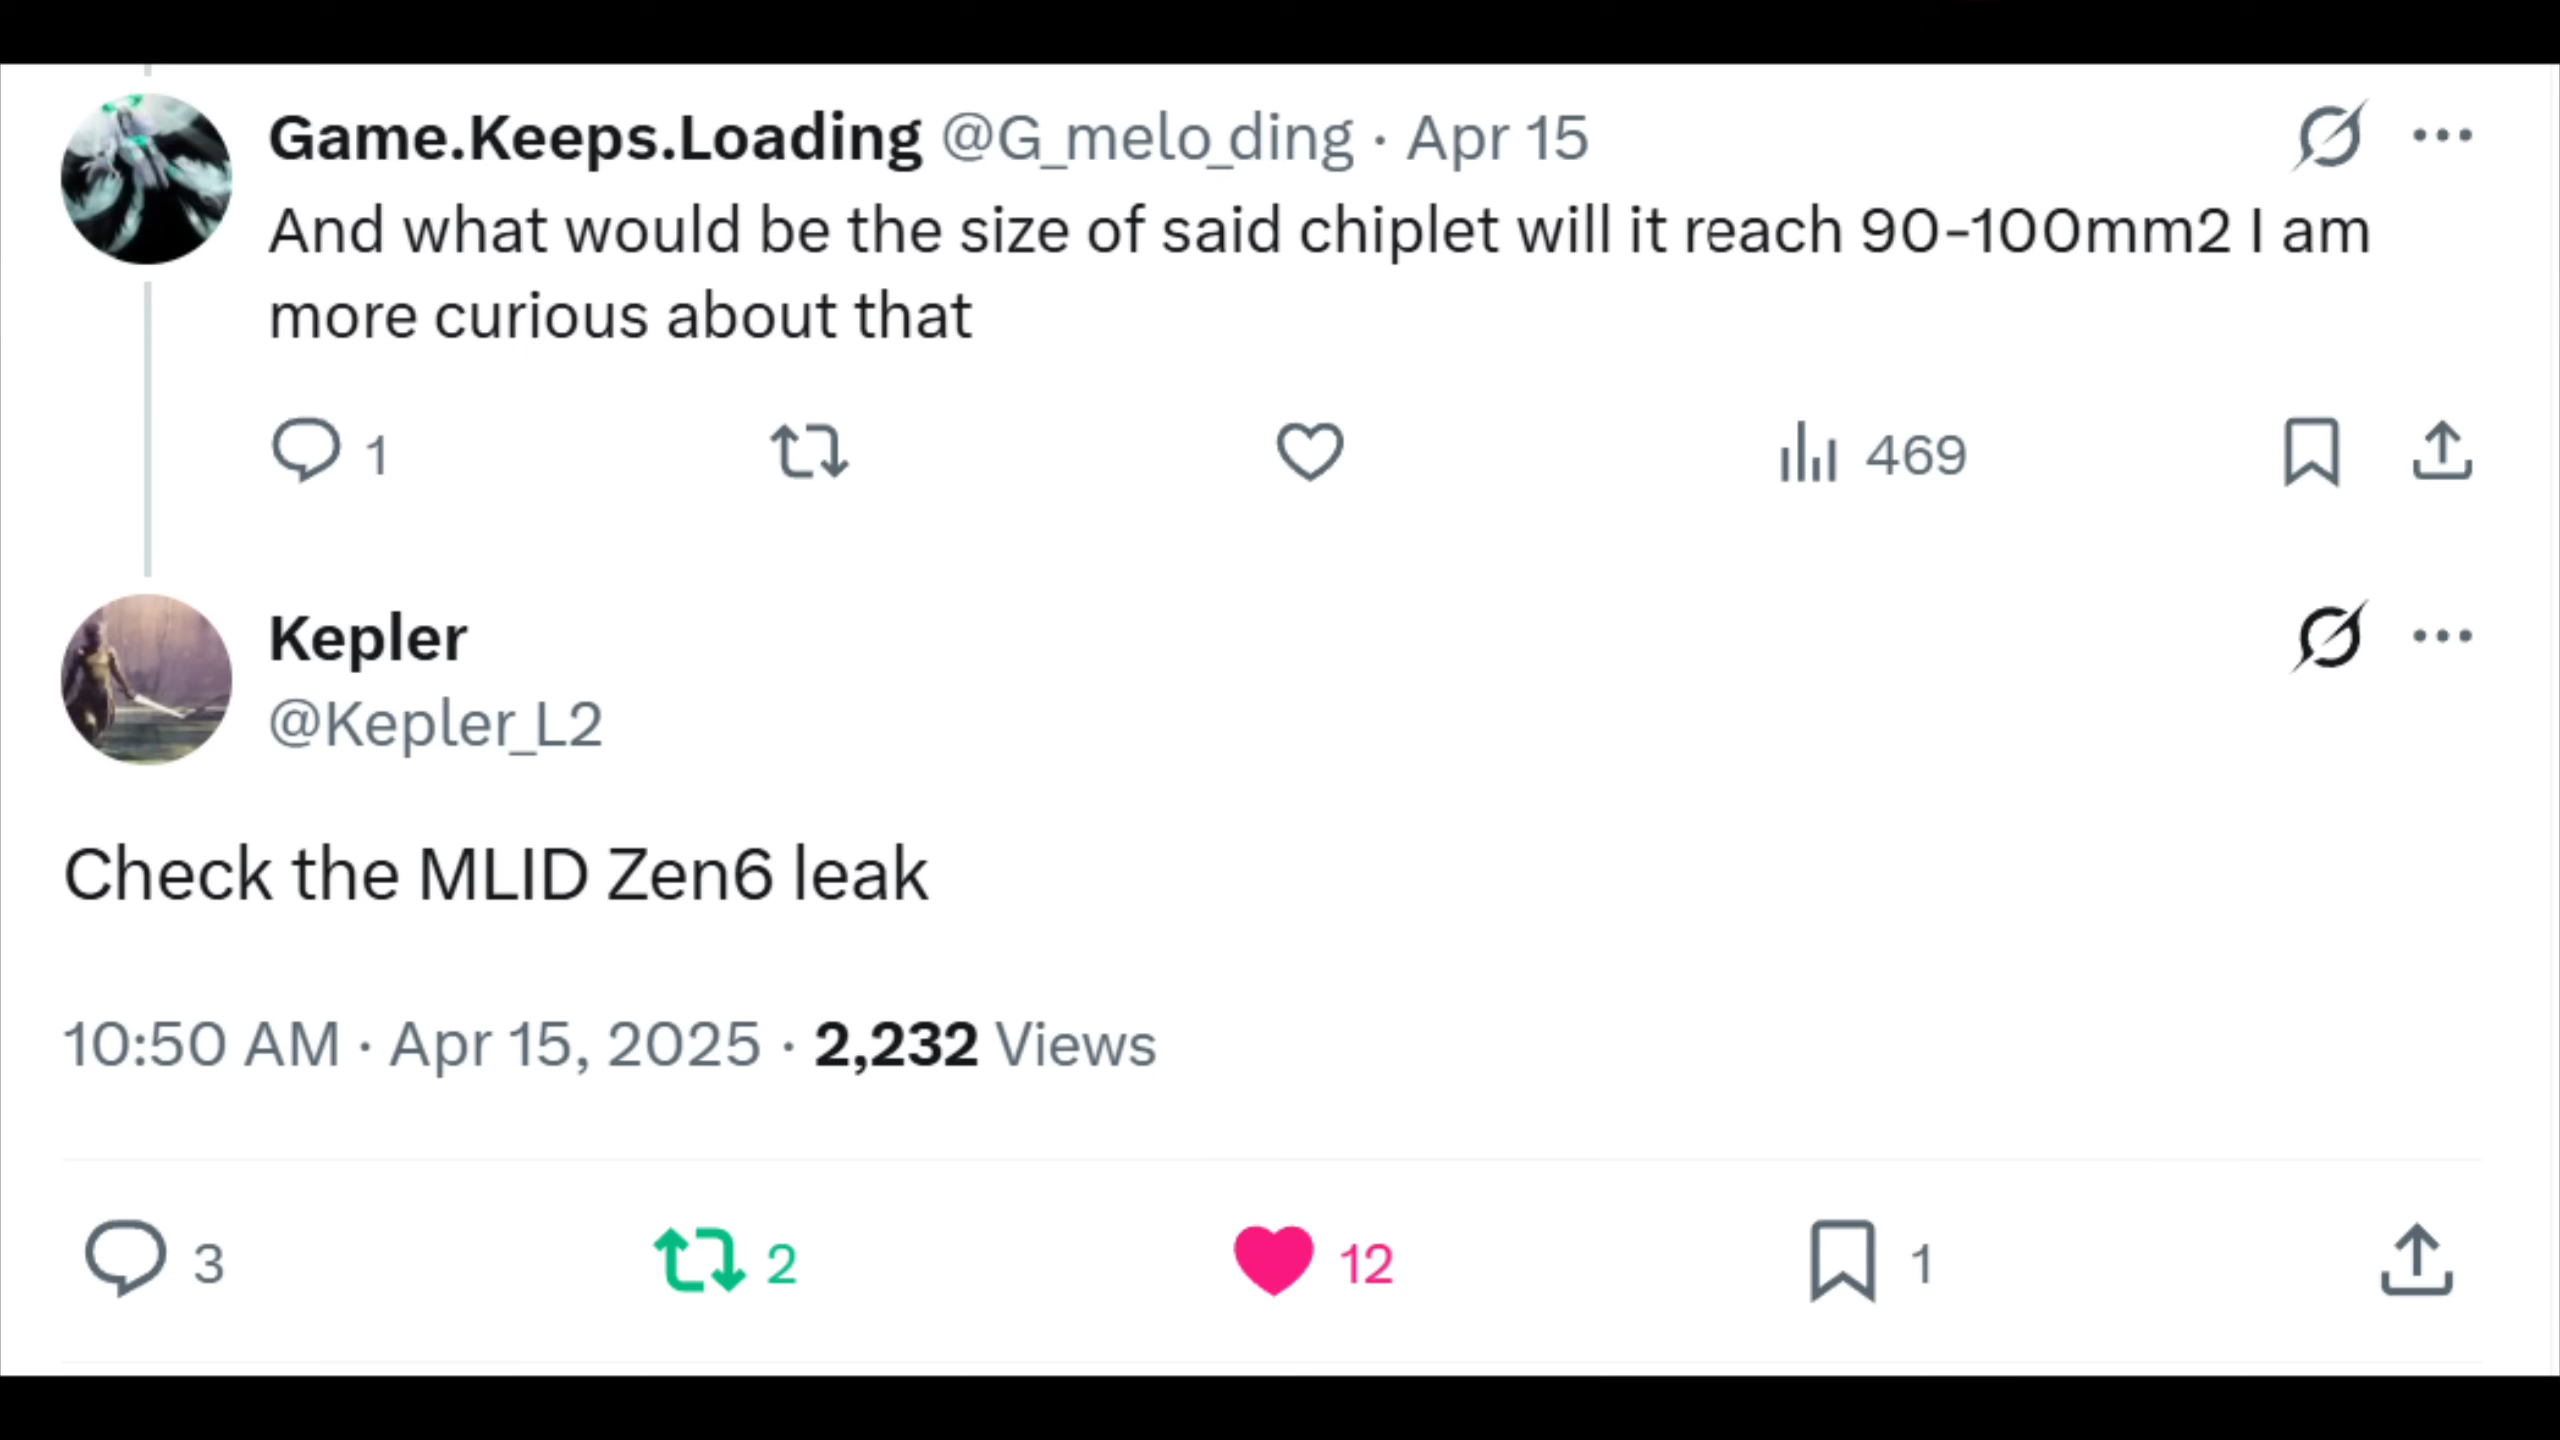 Game.Keeps.Loading @G_melo_ding · Apr 15
And what would be the size of said chiplet will it reach 90-100mm2 I am
more curious about that
1 469
Kepler
@Kepler_L2
Check the MLID Zen6 leak
10:50 AM · Apr 15, 2025 · 2,232 Views
3 2 12 1